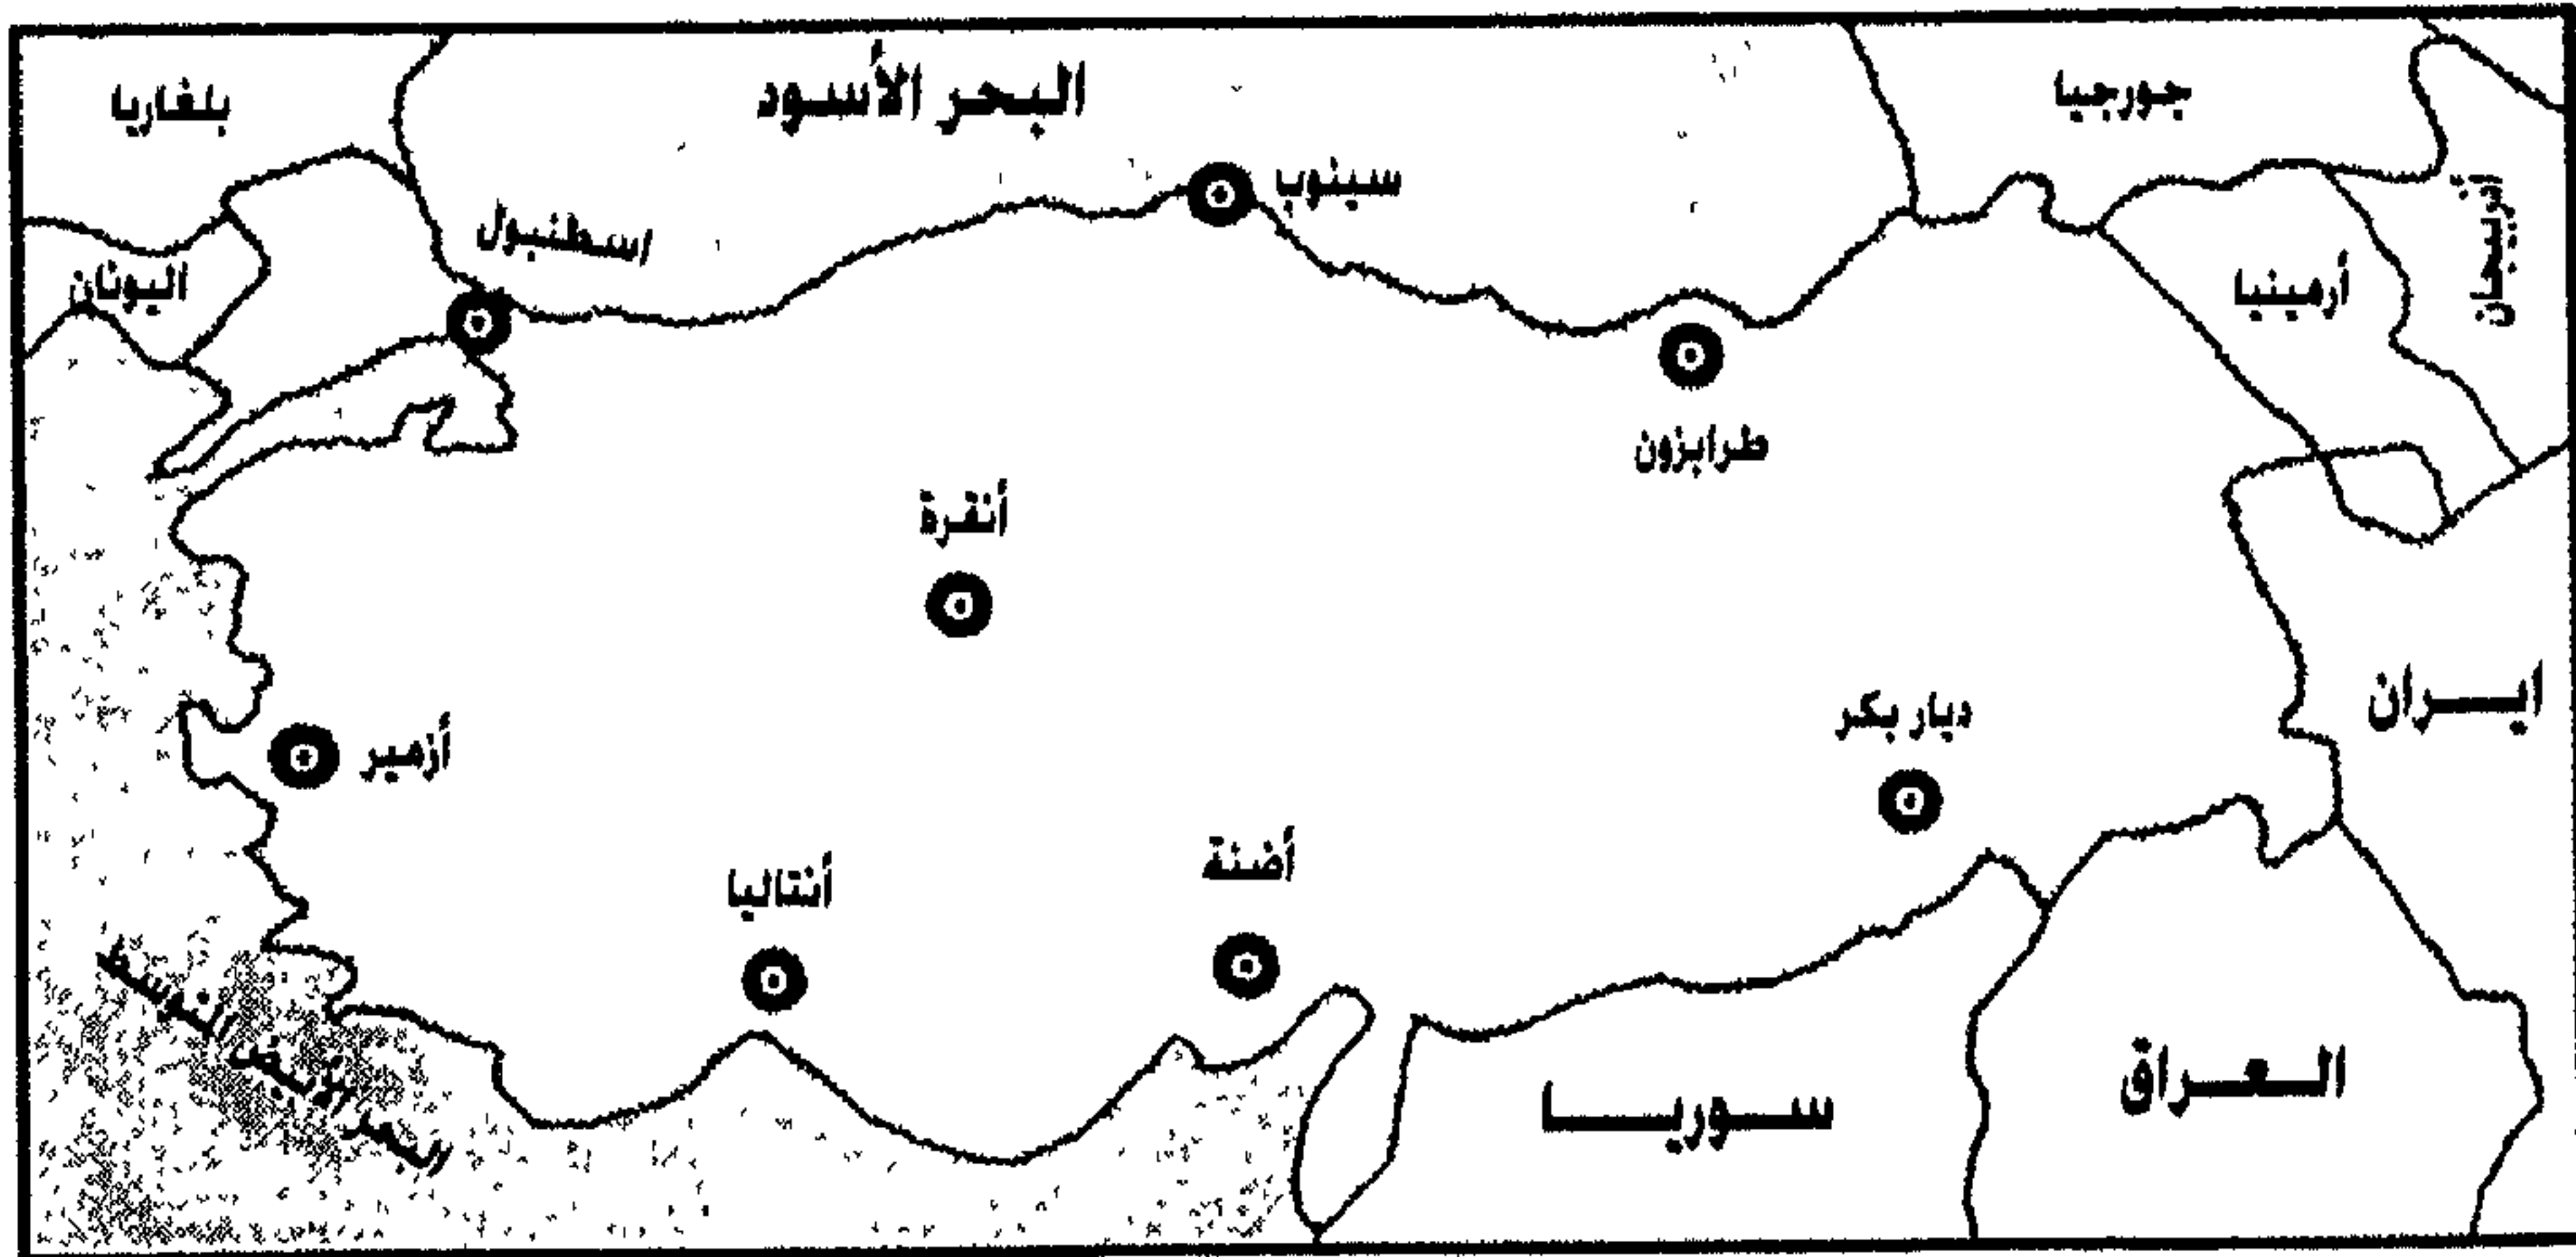 بلغاريا
البحر الأسود
جورجيا
سينوب
اسطنبول
أذربيجان
اليونان
أرمينيا
طرابزون
أنقرة
ايران
ديار بكر
أزمير
أضنة
أنتاليا
البحر الأبيض المتوسط
سوريا
العراق